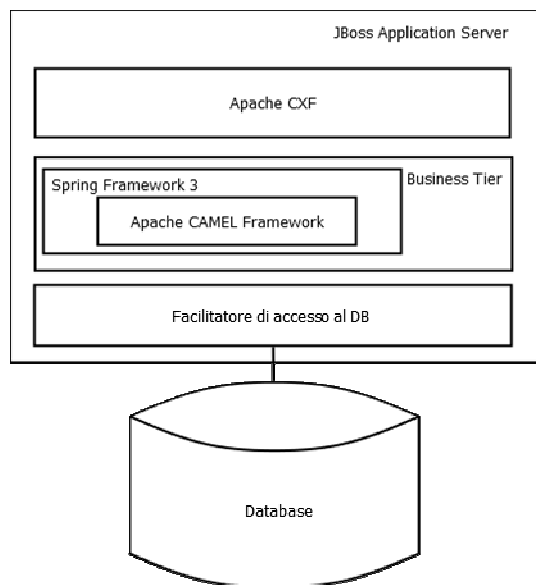 JBoss Application Server
Apache CXF
Business Tier
Spring Framework 3
Apache CAMEL Framework
Facilitatore di accesso al DB
Database